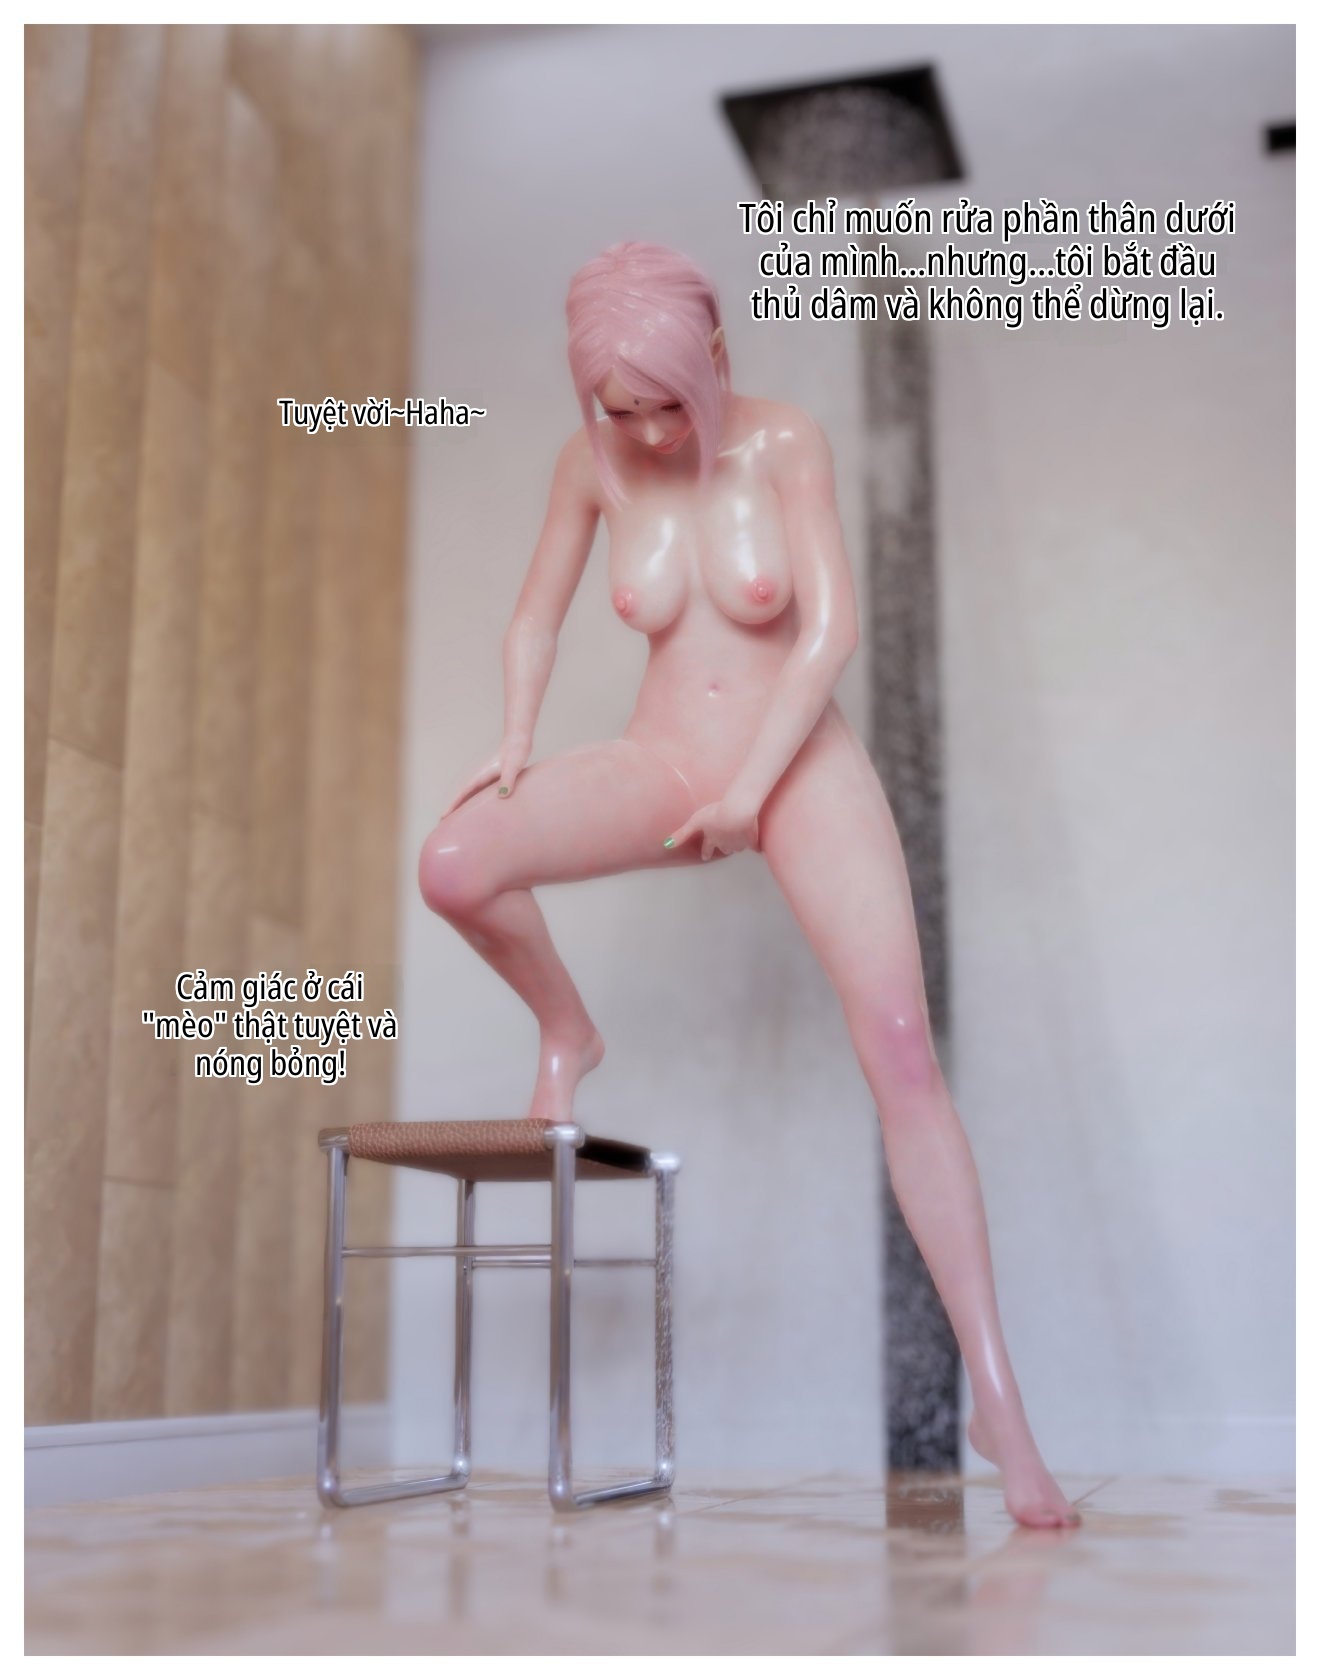 Tôi chỉ muốn rửa phần thân dưới
của mình...nhưng...tôi bắt đầu
thủ dâm và không thể dừng lại.
Tuyệt vời~Haha~
Cảm giác ở cái
"mèo" thật tuyệt và
nóng bỏng!